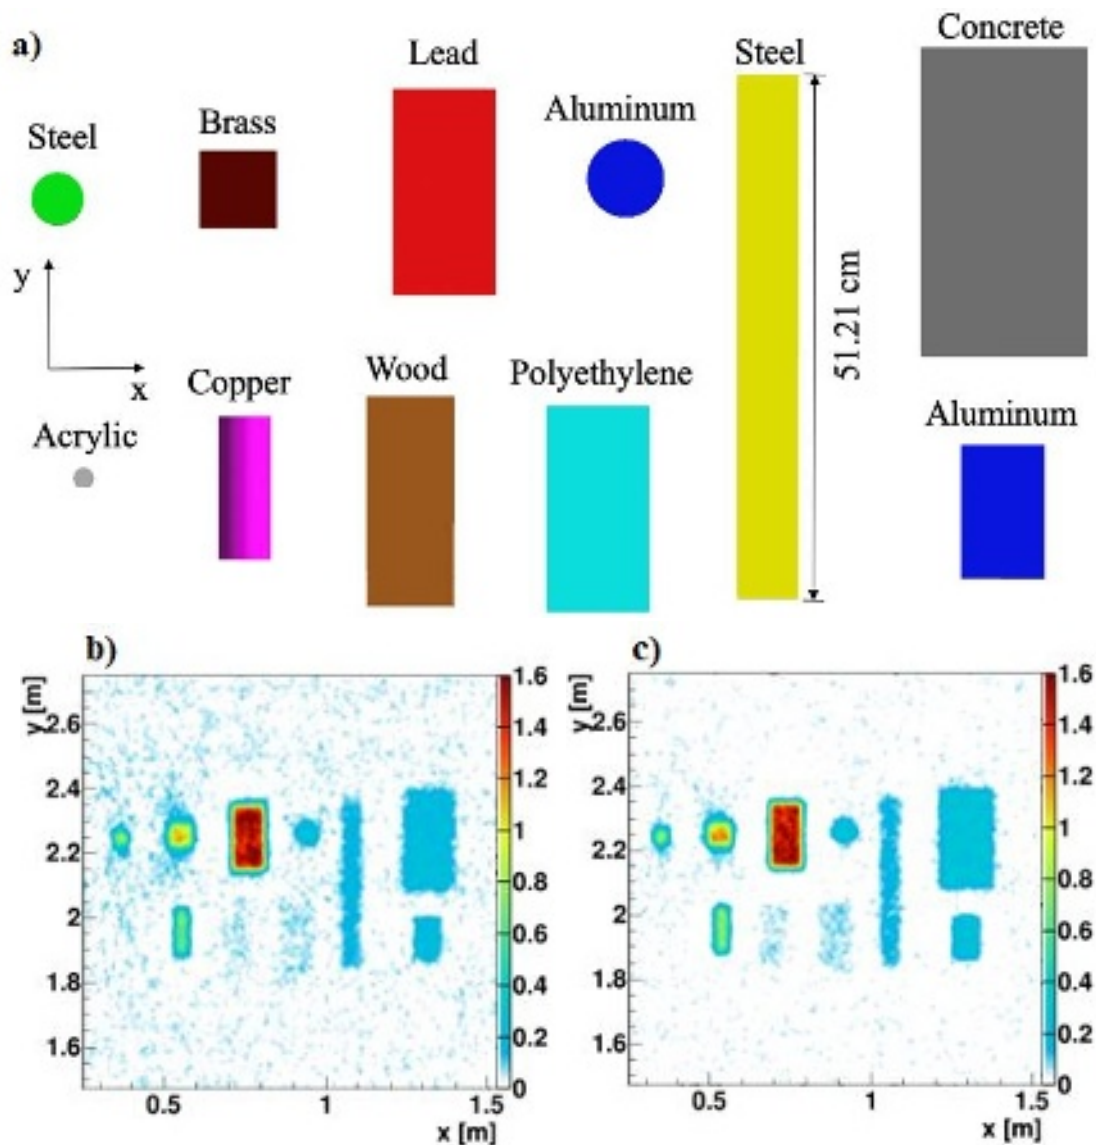 a)
Lead
Steel
Concrete
Steel
Brass
Aluminum
51.21 cm
y
x
Copper
Wood
Polyethylene
Acrylic
Aluminum
b)
y [m]
2.6
2.4
2.2
2
1.8
1.6
0.5
1
1.5
x [m]
1.6
1.4
1.2
1
0.8
0.6
0.4
0.2
0
c)
y [m]
2.6
2.4
2.2
2
1.8
1.6
0.5
1
1.5
x [m]
1.6
1.4
1.2
1
0.8
0.6
0.4
0.2
0